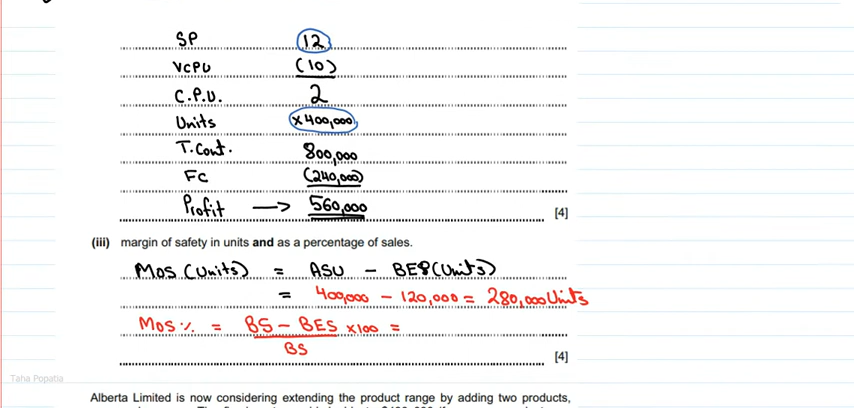 SP 12
VCPU (10)
C.P.U. 2
Units ×400,000
T.Cont. 800,000
FC (240,000)
Profit → 560,000 [4]
(iii) margin of safety in units and as a percentage of sales.
MOS (Units) = ASU - BEP(Units)
= 400,000 - 120,000 = 280,000 Units
MOS % = BS - BES ×100 =
BS
[4]
Taha Popatia
Alberta Limited is now considering extending the product range by adding two products,